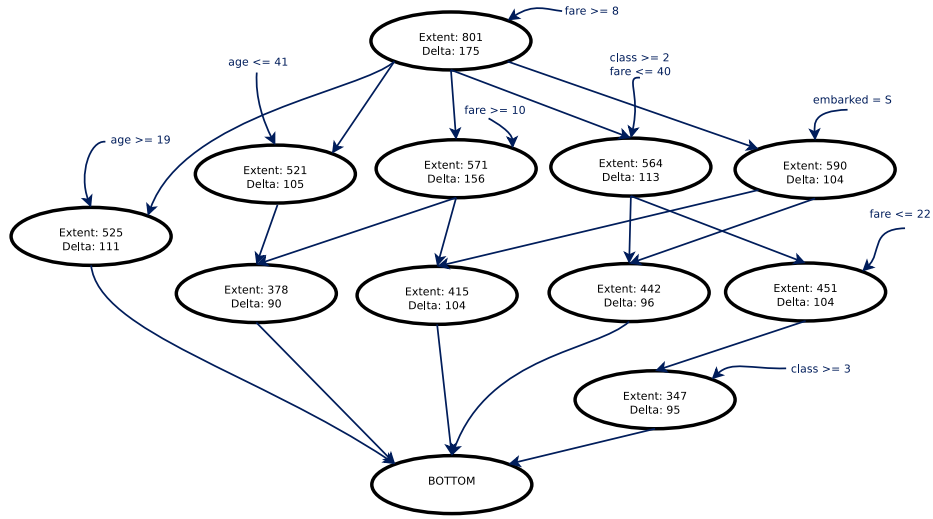 fare >= 8
Extent: 801
Delta: 175
age <= 41
class >= 2
fare <= 40
fare >= 10
embarked = S
age >= 19
Extent: 521
Delta: 105
Extent: 571
Delta: 156
Extent: 564
Delta: 113
Extent: 590
Delta: 104
fare <= 22
Extent: 525
Delta: 111
Extent: 378
Delta: 90
Extent: 415
Delta: 104
Extent: 442
Delta: 96
Extent: 451
Delta: 104
class >= 3
Extent: 347
Delta: 95
BOTTOM